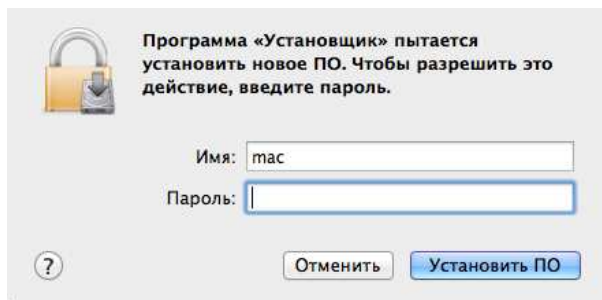 Программа «Установщик» пытается
установить новое ПО. Чтобы разрешить это
действие, введите пароль.
Имя: mac
Пароль:
? Отменить Установить ПО